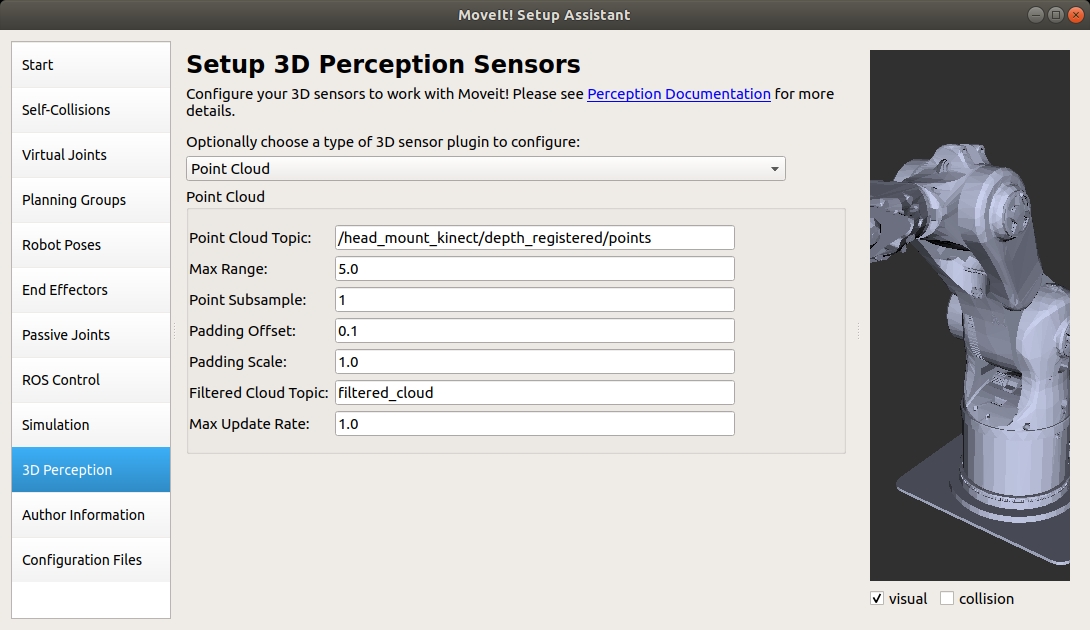 MoveIt! Setup Assistant
Start
Self-Collisions
Virtual Joints
Planning Groups
Robot Poses
End Effectors
Passive Joints
ROS Control
Simulation
3D Perception
Author Information
Configuration Files
Setup 3D Perception Sensors
Configure your 3D sensors to work with Moveit! Please see Perception Documentation for more
details.
Optionally choose a type of 3D sensor plugin to configure:
Point Cloud
Point Cloud
Point Cloud Topic: /head_mount_kinect/depth_registered/points
Max Range: 5.0
Point Subsample: 1
Padding Offset: 0.1
Padding Scale: 1.0
Filtered Cloud Topic: filtered_cloud
Max Update Rate: 1.0
visual collision